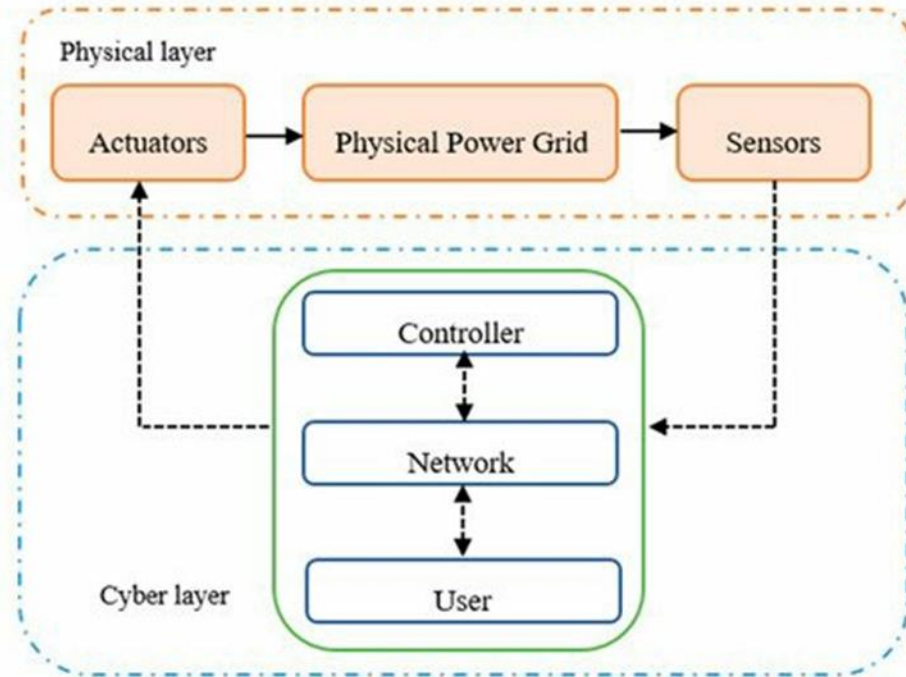 Physical layer
Actuators
Physical Power Grid
Sensors
Controller
Network
User
Cyber layer